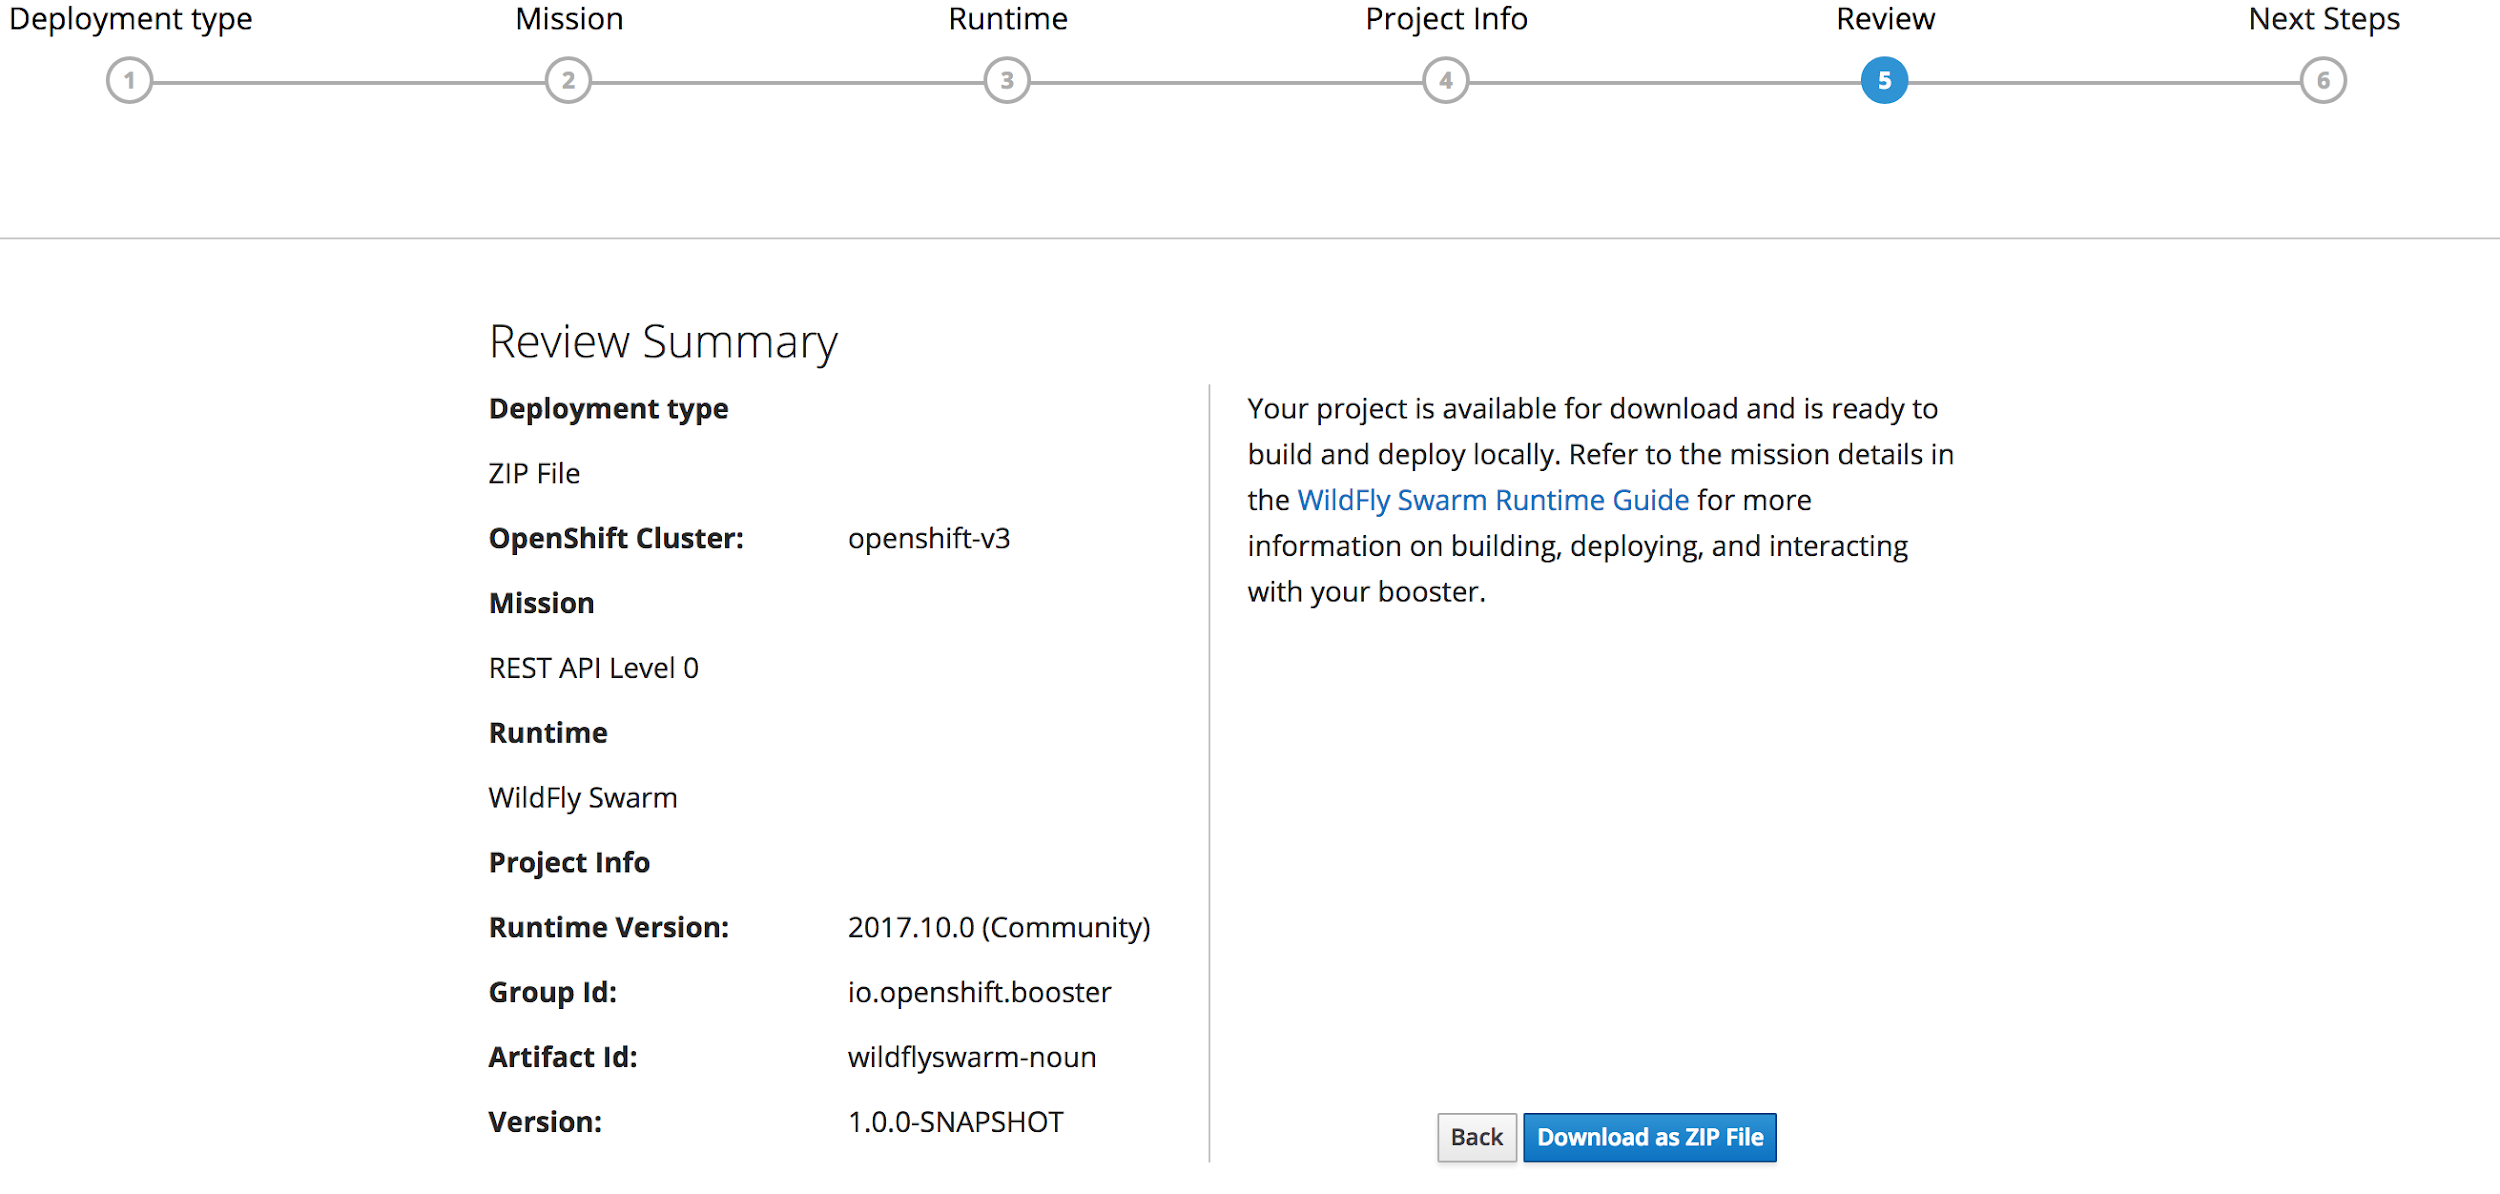 Deployment type Mission Runtime Project Info Review Next Steps
1 2 3 4 5 6
Review Summary
Deployment type
ZIP File
OpenShift Cluster: openshift-v3
Mission
REST API Level 0
Runtime
WildFly Swarm
Project Info
Runtime Version: 2017.10.0 (Community)
Group Id: io.openshift.booster
Artifact Id: wildflyswarm-noun
Version: 1.0.0-SNAPSHOT
Your project is available for download and is ready to
build and deploy locally. Refer to the mission details in
the WildFly Swarm Runtime Guide for more
information on building, deploying, and interacting
with your booster.
Back Download as ZIP File